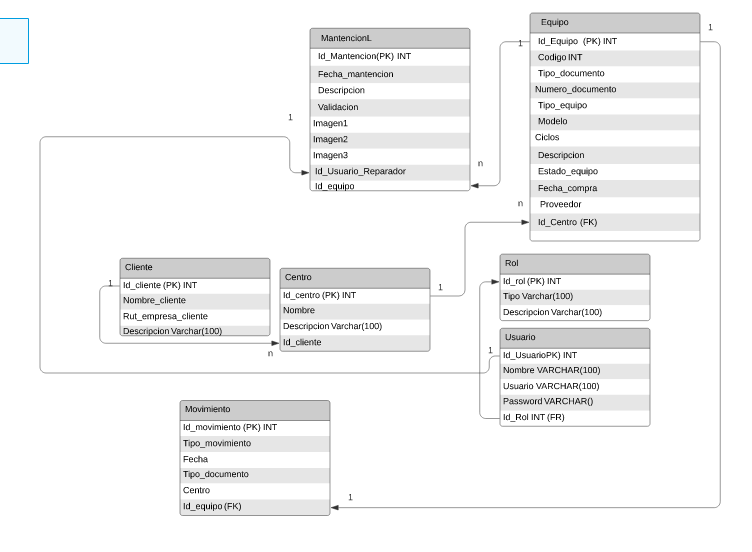 MantencionL
Id_Mantencion(PK) INT
Fecha_mantencion
Descripcion
Validacion
Imagen1
Imagen2
Imagen3
Id_Usuario_Reparador
Id_equipo
1
n
Equipo
Id_Equipo (PK) INT
Codigo INT
Tipo_documento
Numero_documento
Tipo_equipo
Modelo
Ciclos
Descripcion
Estado_equipo
Fecha_compra
Proveedor
Id_Centro (FK)
1
1
n
Cliente
Id_cliente (PK) INT
Nombre_cliente
Rut_empresa_cliente
Descripcion Varchar(100)
1
n
Centro
Id_centro (PK) INT
Nombre
Descripcion Varchar(100)
Id_cliente
1
Rol
Id_rol (PK) INT
Tipo Varchar(100)
Descripcion Varchar(100)
Usuario
Id_UsuarioPK) INT
Nombre VARCHAR(100)
Usuario VARCHAR(100)
Password VARCHAR()
Id_Rol INT (FR)
1
Movimiento
Id_movimiento (PK) INT
Tipo_movimiento
Fecha
Tipo_documento
Centro
Id_equipo (FK)
1